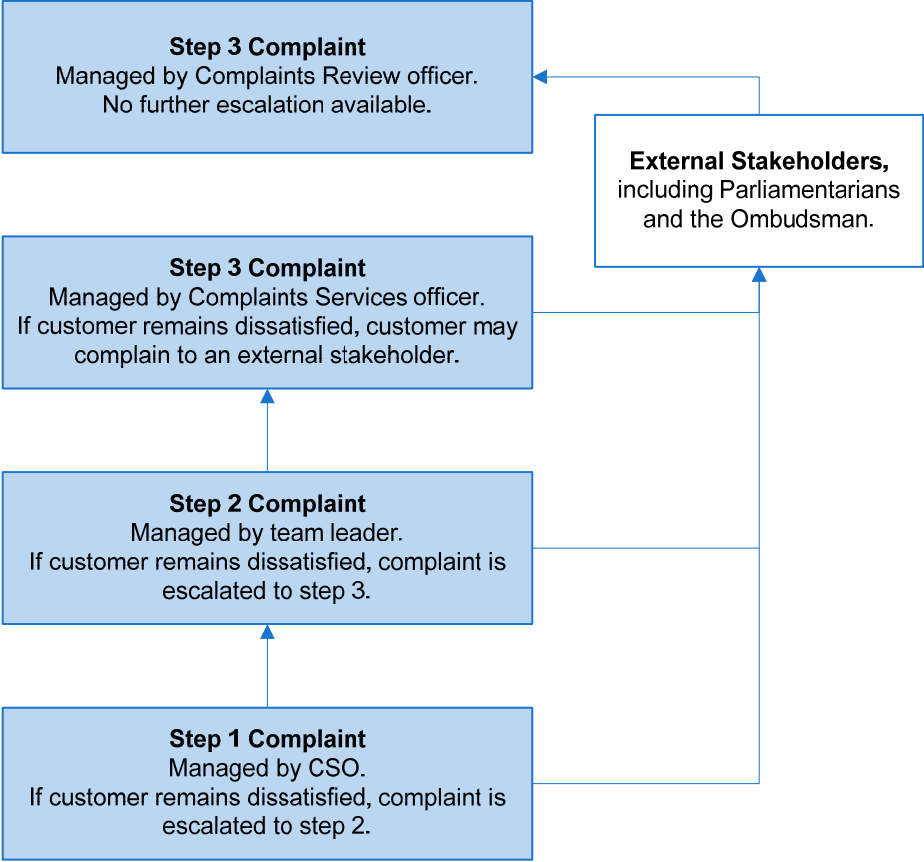 Step 3 Complaint
Managed by Complaints Review officer.
No further escalation available.
External Stakeholders,
including Parliamentarians
and the Ombudsman.
Step 3 Complaint
Managed by Complaints Services officer.
If customer remains dissatisfied, customer may
complain to an external stakeholder.
Step 2 Complaint
Managed by team leader.
If customer remains dissatisfied, complaint is
escalated to step 3.
Step 1 Complaint
Managed by CSO.
If customer remains dissatisfied, complaint is
escalated to step 2.